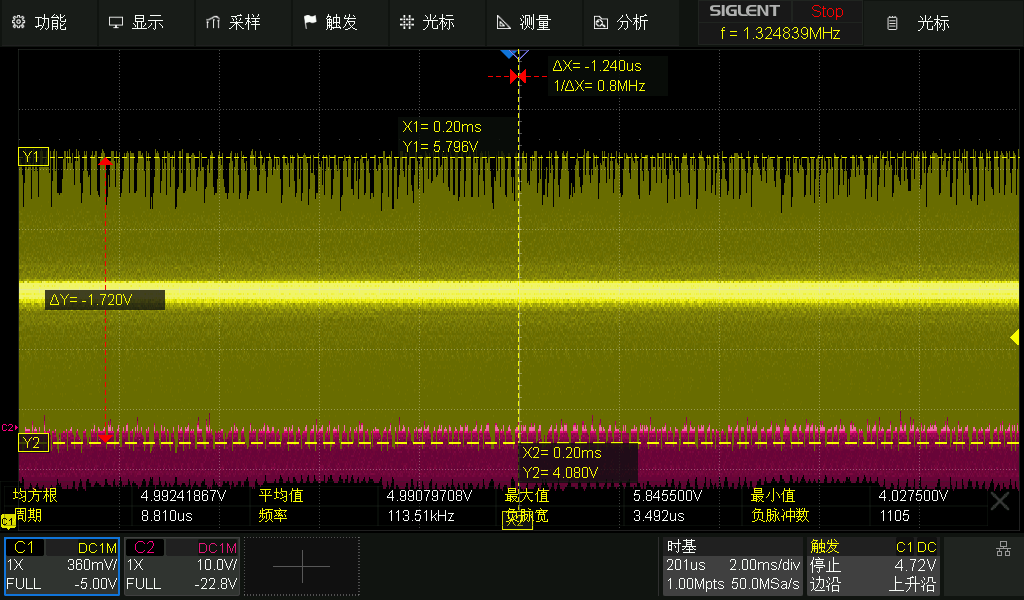 功能 显示 采样 触发 光标 测量 分析 SIGLENT Stop 光标
f = 1.324839MHz
ΔX= -1.240us
1/ΔX= 0.8MHz
X1= 0.20ms
Y1= 5.796V
Y1
ΔY= -1.720V
C2
Y2
X2= 0.20ms
Y2= 4.080V
均方根 4.99241867V 平均值 4.99079708V 最大值 5.845500V 最小值 4.027500V
周期 8.810us 频率 113.51kHz 负脉宽 3.492us 负脉冲数 1105
C1
X2
C1 DC1M C2 DC1M 时基 触发 C1 DC
1X 360mV/ 1X 10.0V/ 201us 2.00ms/div 停止 4.72V
FULL -5.00V FULL -22.8V 1.00Mpts 50.0MSa/s 边沿 上升沿